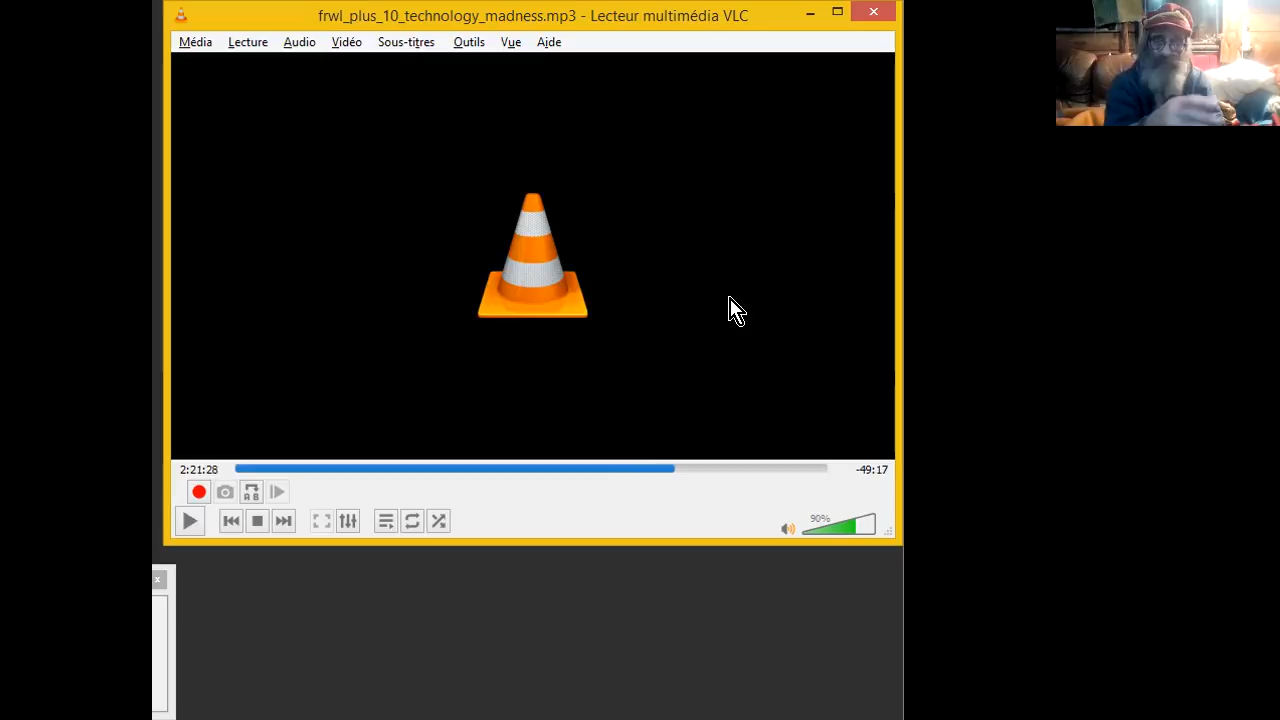 frwl_plus_10_technology_madness.mp3 - Lecteur multimédia VLC
Média Lecture Audio Vidéo Sous-titres Outils Vue Aide
2:21:28 -49:17
A B
90%